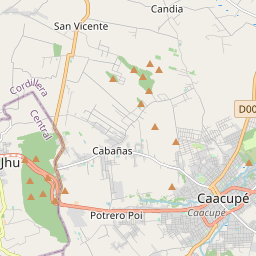 Candia
San Vicente
Cordillera
Central
D00
Cabañas
Jhu
Caacupé
Caacupé
Potrero Poi